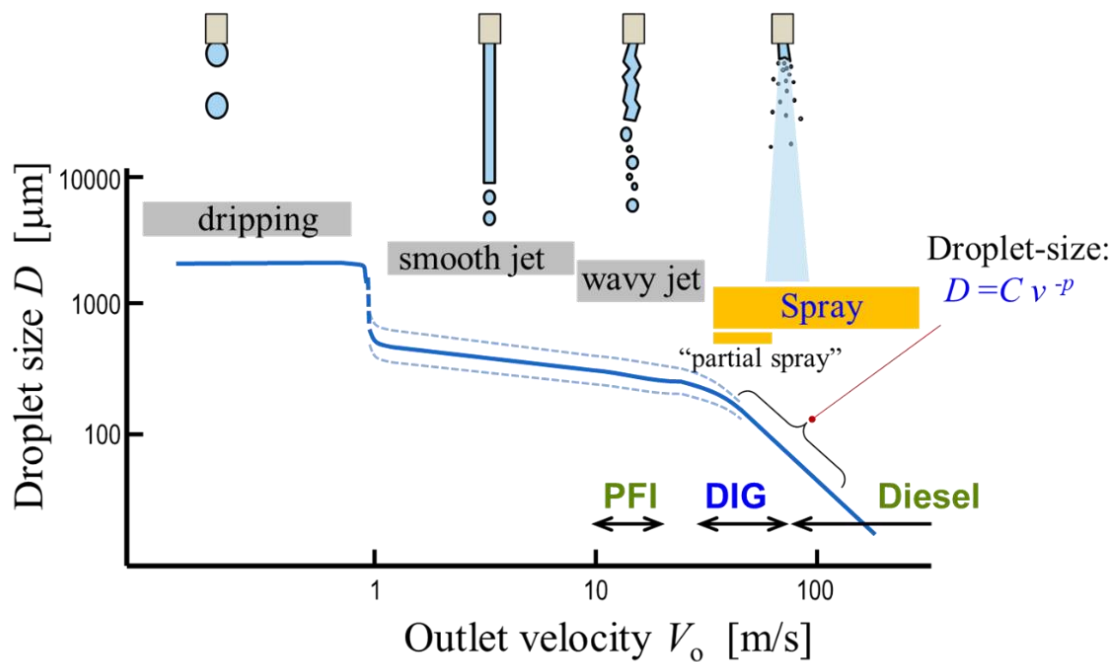 10000
1000
100
Droplet size D [μm]
dripping
smooth jet
wavy jet
Spray
“partial spray”
Droplet-size:
D =C v -p
PFI
DIG
Diesel
1
10
100
Outlet velocity Vo [m/s]